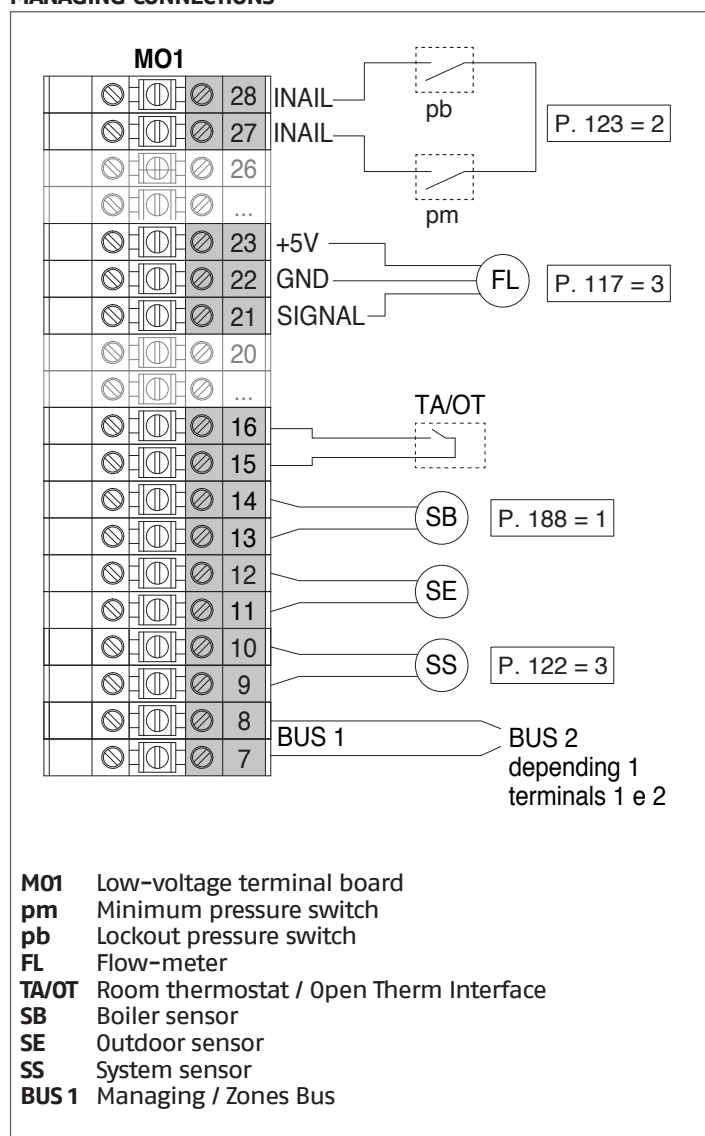 MANAGING CONNECTIONS
MO1
28 INAIL
pb
P. 123 = 2
27 INAIL
26
pm
...
23 +5V
22 GND
FL
P. 117 = 3
21 SIGNAL
20
...
TA/OT
16
15
14
SB
P. 188 = 1
13
12
SE
11
10
SS
P. 122 = 3
9
8
BUS 1
7
BUS 2
depending 1
terminals 1 e 2
M01 Low-voltage terminal board
pm Minimum pressure switch
pb Lockout pressure switch
FL Flow-meter
TA/OT Room thermostat / Open Therm Interface
SB Boiler sensor
SE Outdoor sensor
SS System sensor
BUS 1 Managing / Zones Bus